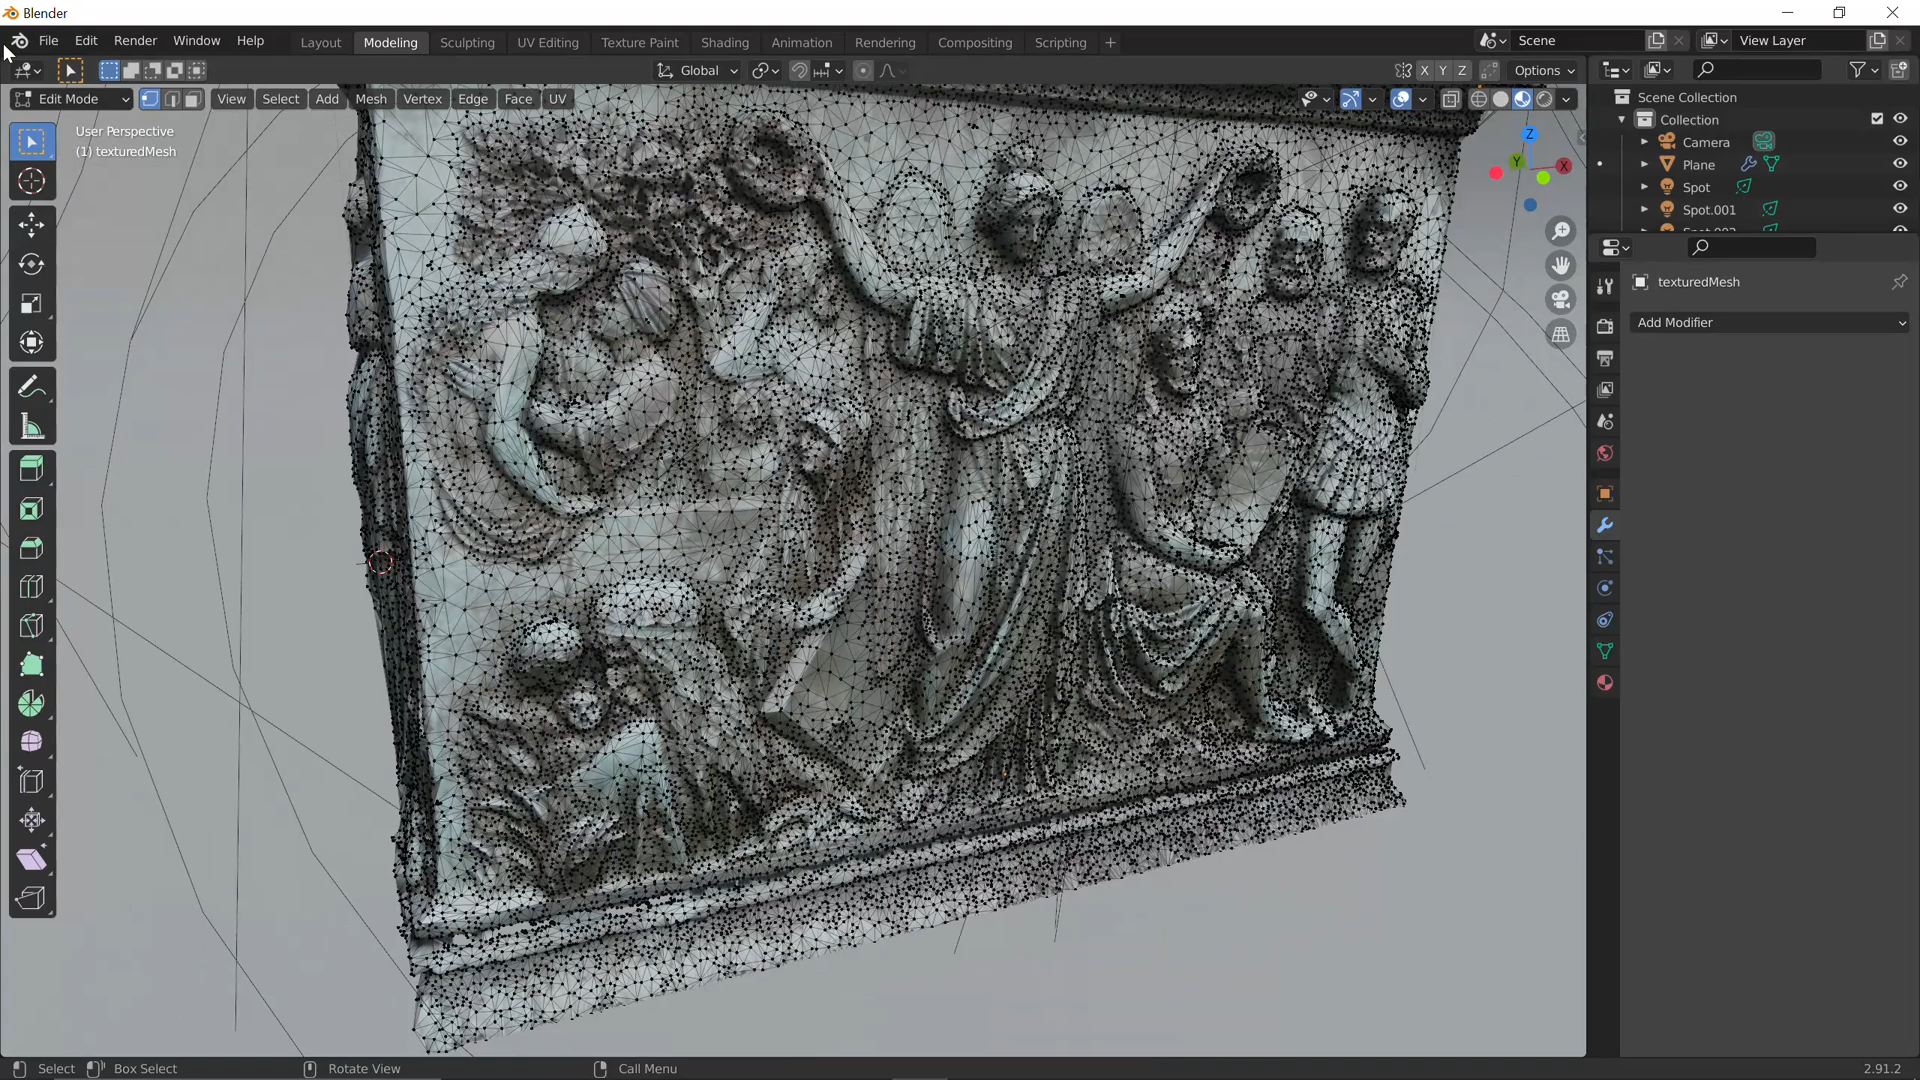 Blender
File Edit Render Window Help Layout Modeling Sculpting UV Editing Texture Paint Shading Animation Rendering Compositing Scripting + Scene View Layer
Global X Y Z Options
Edit Mode View Select Add Mesh Vertex Edge Face UV
Scene Collection
Collection
Camera
Plane
Spot
Spot.001
User Perspective
(1) texturedMesh
Z
Y
X
texturedMesh
Add Modifier
Select Box Select Rotate View Call Menu 2.91.2